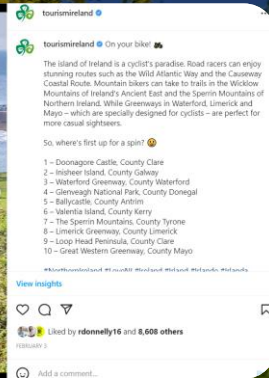 tourismireland
tourismireland On your bike!
The island of Ireland is a cyclist's paradise. Road racers can enjoy
stunning routes such as the Wild Atlantic Way and the Causeway
Coastal Route. Mountain bikers can take to trails in the Wicklow
Mountains of Ireland's Ancient East and the Sperrin Mountains of
Northern Ireland. While Greenways in Waterford, Limerick and
Mayo – which are specially designed for cyclists – are perfect for
more casual sightseers.
So, where's first up for a spin? 😮
1 – Doonagore Castle, County Clare
2 – Inisheer Island, County Galway
3 – Waterford Greenway, County Waterford
4 – Glenveagh National Park, County Donegal
5 – Ballycastle, County Antrim
6 – Valentia Island, County Kerry
7 – The Sperrin Mountains, County Tyrone
8 – Limerick Greenway, County Limerick
9 – Loop Head Peninsula, County Clare
10 – Great Western Greenway, County Mayo
View insights
Liked by rdonnelly16 and 8,608 others
FEBRUARY 3
Add a comment...